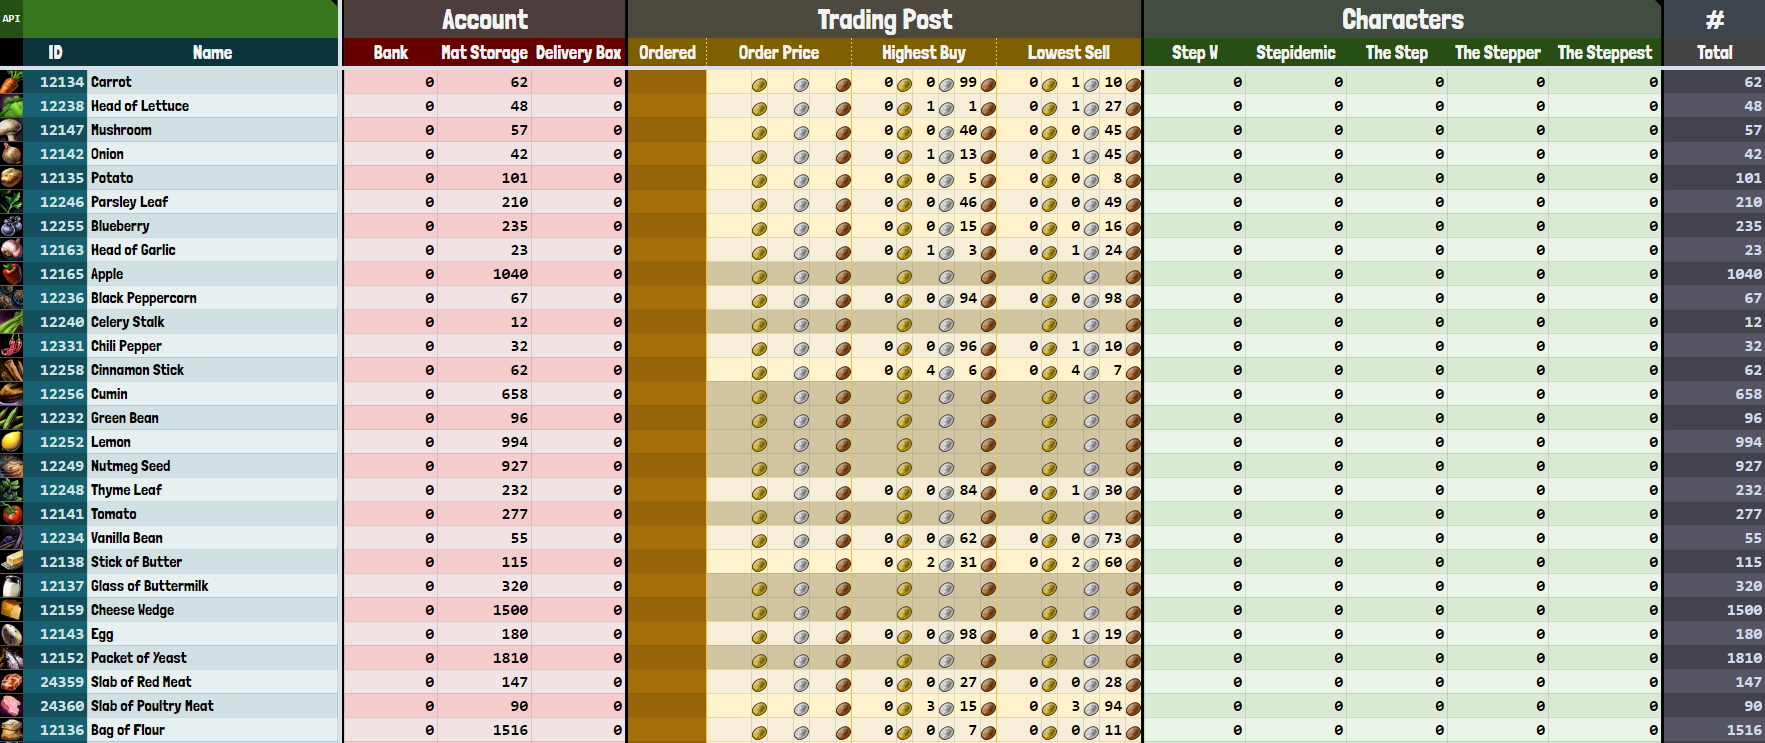 API Account Trading Post Characters #
ID Name Bank Mat Storage Delivery Box Ordered Order Price Highest Buy Lowest Sell Step W Stepidemic The Step The Stepper The Steppest Total
12134 Carrot 0 62 0 0 0 99 0 1 10 0 0 0 0 0 62
12238 Head of Lettuce 0 48 0 0 1 1 0 1 27 0 0 0 0 0 48
12147 Mushroom 0 57 0 0 0 40 0 0 45 0 0 0 0 0 57
12142 Onion 0 42 0 0 1 13 0 1 45 0 0 0 0 0 42
12135 Potato 0 101 0 0 0 5 0 0 8 0 0 0 0 0 101
12246 Parsley Leaf 0 210 0 0 0 46 0 0 49 0 0 0 0 0 210
12255 Blueberry 0 235 0 0 0 15 0 0 16 0 0 0 0 0 235
12163 Head of Garlic 0 23 0 0 1 3 0 1 24 0 0 0 0 0 23
12165 Apple 0 1040 0 0 0 0 0 0 1040
12236 Black Peppercorn 0 67 0 0 0 94 0 0 98 0 0 0 0 0 67
12240 Celery Stalk 0 12 0 0 0 0 0 0 12
12331 Chili Pepper 0 32 0 0 0 96 0 1 10 0 0 0 0 0 32
12258 Cinnamon Stick 0 62 0 0 4 6 0 4 7 0 0 0 0 0 62
12256 Cumin 0 658 0 0 0 0 0 0 658
12232 Green Bean 0 96 0 0 0 0 0 0 96
12252 Lemon 0 994 0 0 0 0 0 0 994
12249 Nutmeg Seed 0 927 0 0 0 0 0 0 927
12248 Thyme Leaf 0 232 0 0 0 84 0 1 30 0 0 0 0 0 232
12141 Tomato 0 277 0 0 0 0 0 0 277
12234 Vanilla Bean 0 55 0 0 0 62 0 0 73 0 0 0 0 0 55
12138 Stick of Butter 0 115 0 0 2 31 0 2 60 0 0 0 0 0 115
12137 Glass of Buttermilk 0 320 0 0 0 0 0 0 320
12159 Cheese Wedge 0 1500 0 0 0 0 0 0 1500
12143 Egg 0 180 0 0 0 98 0 1 19 0 0 0 0 0 180
12152 Packet of Yeast 0 1810 0 0 0 0 0 0 1810
24359 Slab of Red Meat 0 147 0 0 0 27 0 0 28 0 0 0 0 0 147
24360 Slab of Poultry Meat 0 90 0 0 3 15 0 3 94 0 0 0 0 0 90
12136 Bag of Flour 0 1516 0 0 0 7 0 0 11 0 0 0 0 0 1516